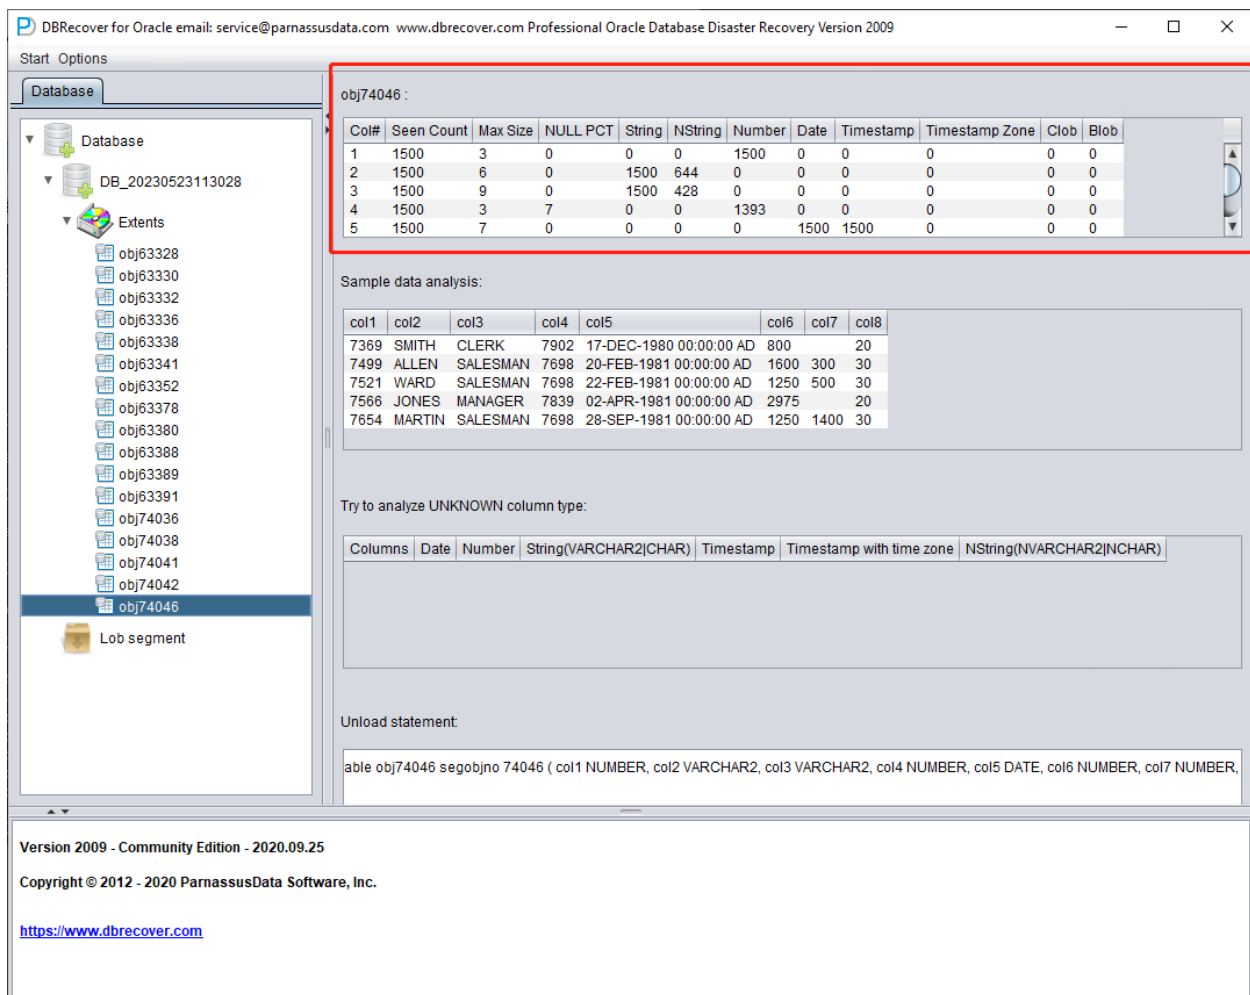 DBRecover for Oracle email: service@parnassusdata.com www.dbrecover.com Professional Oracle Database Disaster Recovery Version 2009
Start Options
Database
Database
DB_20230523113028
Extents
obj63328
obj63330
obj63332
obj63336
obj63338
obj63341
obj63352
obj63378
obj63380
obj63388
obj63389
obj63391
obj74036
obj74038
obj74041
obj74042
obj74046
Lob segment
obj74046 :
Col# Seen Count Max Size NULL PCT String NString Number Date Timestamp Timestamp Zone Clob Blob
1 1500 3 0 0 0 1500 0 0 0 0 0
2 1500 6 0 1500 644 0 0 0 0 0 0
3 1500 9 0 1500 428 0 0 0 0 0 0
4 1500 3 7 0 0 1393 0 0 0 0 0
5 1500 7 0 0 0 0 1500 1500 0 0 0
Sample data analysis:
col1 col2 col3 col4 col5 col6 col7 col8
7369 SMITH CLERK 7902 17-DEC-1980 00:00:00 AD 800 20
7499 ALLEN SALESMAN 7698 20-FEB-1981 00:00:00 AD 1600 300 30
7521 WARD SALESMAN 7698 22-FEB-1981 00:00:00 AD 1250 500 30
7566 JONES MANAGER 7839 02-APR-1981 00:00:00 AD 2975 20
7654 MARTIN SALESMAN 7698 28-SEP-1981 00:00:00 AD 1250 1400 30
Try to analyze UNKNOWN column type:
Columns Date Number String(VARCHAR2|CHAR) Timestamp Timestamp with time zone NString(NVARCHAR2|NCHAR)
Unload statement:
able obj74046 segobjno 74046 ( col1 NUMBER, col2 VARCHAR2, col3 VARCHAR2, col4 NUMBER, col5 DATE, col6 NUMBER, col7 NUMBER,
Version 2009 - Community Edition - 2020.09.25
Copyright © 2012 - 2020 ParnassusData Software, Inc.
https://www.dbrecover.com